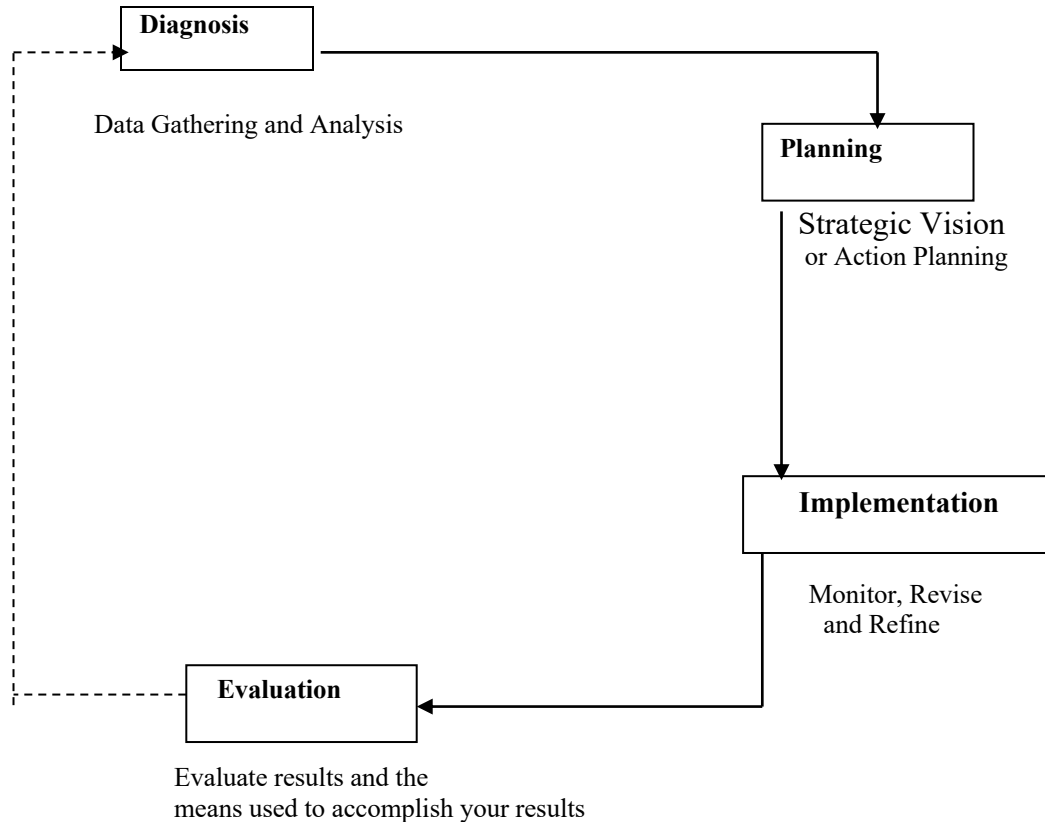 Diagnosis
Data Gathering and Analysis
Planning
Strategic Vision
or Action Planning
Implementation
Monitor, Revise
and Refine
Evaluation
Evaluate results and the
means used to accomplish your results